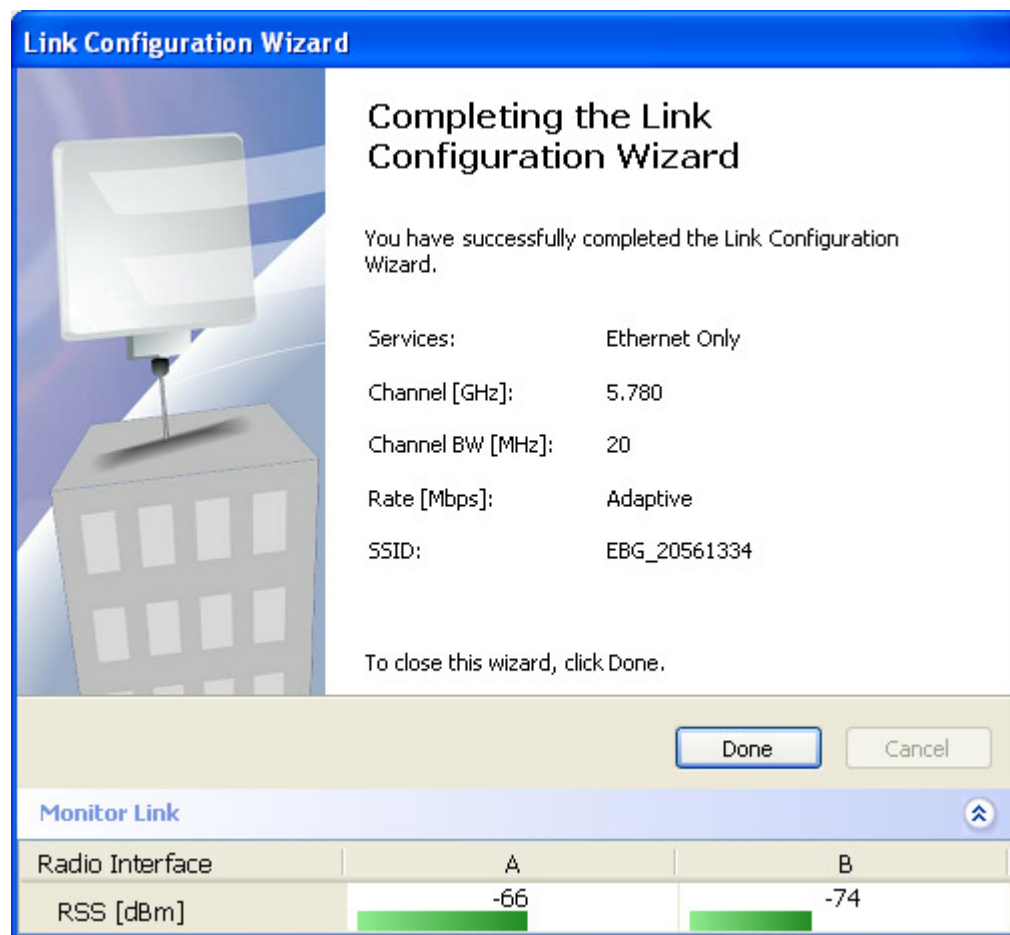 Link Configuration Wizard
Completing the Link
Configuration Wizard
You have successfully completed the Link Configuration
Wizard.
Services: Ethernet Only
Channel [GHz]: 5.780
Channel BW [MHz]: 20
Rate [Mbps]: Adaptive
SSID: EBG_20561334
To close this wizard, click Done.
Done Cancel
Monitor Link
Radio Interface A B
RSS [dBm] -66 -74